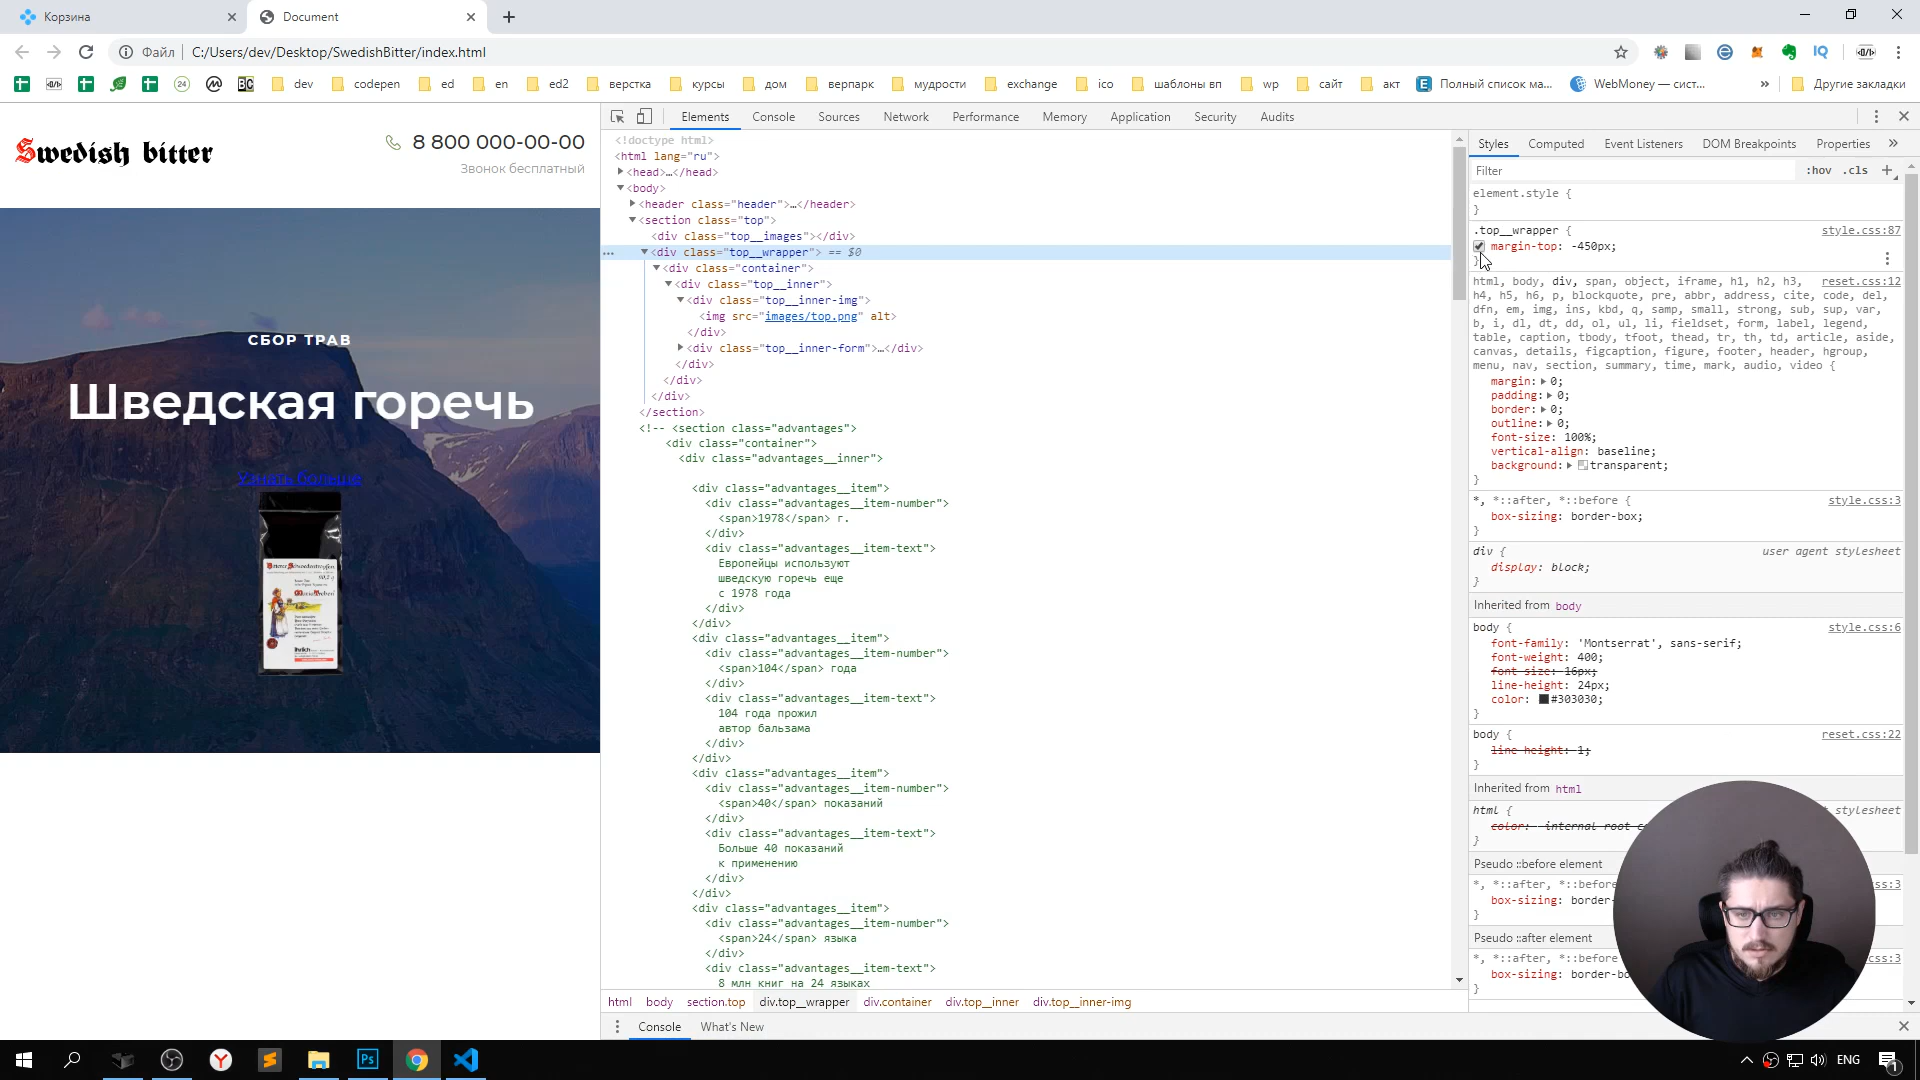 Корзина
Document
Файл
C:/Users/dev/Desktop/SwedishBitter/index.html
dev
codepen
ed
en
ed2
верстка
курсы
дом
верпарк
мудрости
exchange
ico
шаблоны вп
wp
сайт
акт
Полный список ма...
WebMoney — сист...
»
Другие закладки
Swedish bitter
8 800 000-00-00
Звонок бесплатный
СБОР ТРАВ
Шведская горечь
Узнать больше
Elements
Console
Sources
Network
Performance
Memory
Application
Security
Audits
<!doctype html>
<html lang="ru">
<head>…</head>
<body>
<header class="header">…</header>
<section class="top">
<div class="top__images"></div>
<div class="top__wrapper"> == $0
<div class="container">
<div class="top__inner">
<div class="top__inner-img">
<img src="images/top.png" alt>
</div>
<div class="top__inner-form">…</div>
</div>
</div>
</div>
</section>
<!-- <section class="advantages">
<div class="container">
<div class="advantages__inner">
<div class="advantages__item">
<div class="advantages__item-number">
<span>1978</span> г.
</div>
<div class="advantages__item-text">
Европейцы используют
шведскую горечь еще
с 1978 года
</div>
</div>
<div class="advantages__item">
<div class="advantages__item-number">
<span>104</span> года
</div>
<div class="advantages__item-text">
104 года прожил
автор бальзама
</div>
</div>
<div class="advantages__item">
<div class="advantages__item-number">
<span>40</span> показаний
</div>
<div class="advantages__item-text">
Больше 40 показаний
к применению
</div>
</div>
<div class="advantages__item">
<div class="advantages__item-number">
<span>24</span> языка
</div>
<div class="advantages__item-text">
8 млн книг на 24 языках
html
body
section.top
div.top__wrapper
div.container
div.top__inner
div.top__inner-img
Console
What's New
Styles
Computed
Event Listeners
DOM Breakpoints
Properties
»
Filter
:hov
.cls
+
element.style {
}
.top__wrapper {
style.css:87
margin-top: -450px;
}
html, body, div, span, object, iframe, h1, h2, h3,
reset.css:12
h4, h5, h6, p, blockquote, pre, abbr, address, cite, code, del,
dfn, em, img, ins, kbd, q, samp, small, strong, sub, sup, var,
b, i, dl, dt, dd, ol, ul, li, fieldset, form, label, legend,
table, caption, tbody, tfoot, thead, tr, th, td, article, aside,
canvas, details, figcaption, figure, footer, header, hgroup,
menu, nav, section, summary, time, mark, audio, video {
margin: 0;
padding: 0;
border: 0;
outline: 0;
font-size: 100%;
vertical-align: baseline;
background: transparent;
}
*, *::after, *::before {
style.css:3
box-sizing: border-box;
}
div {
user agent stylesheet
display: block;
}
Inherited from body
body {
style.css:6
font-family: 'Montserrat', sans-serif;
font-weight: 400;
font-size: 16px;
line-height: 24px;
color: #303030;
}
body {
reset.css:22
line-height: 1;
}
Inherited from html
html {
stylesheet
color: -internal-root-c
}
Pseudo ::before element
*, *::after, *::before
ss:3
box-sizing: border-
}
Pseudo ::after element
*, *::after, *::before
css:3
box-sizing: border-bo
}
ENG